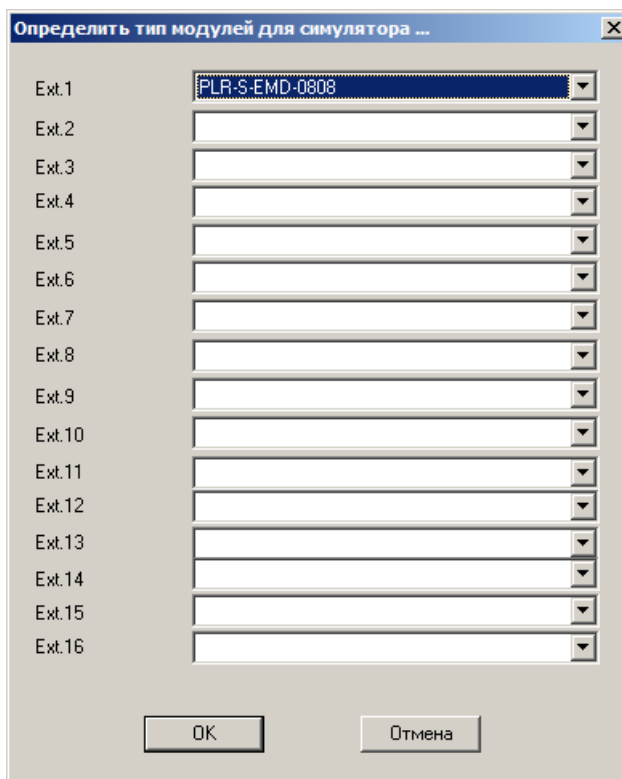 Определить тип модулей для симулятора ...
Ext.1 PLR-S-EMD-0808
Ext.2
Ext.3
Ext.4
Ext.5
Ext.6
Ext.7
Ext.8
Ext.9
Ext.10
Ext.11
Ext.12
Ext.13
Ext.14
Ext.15
Ext.16
OK Отмена